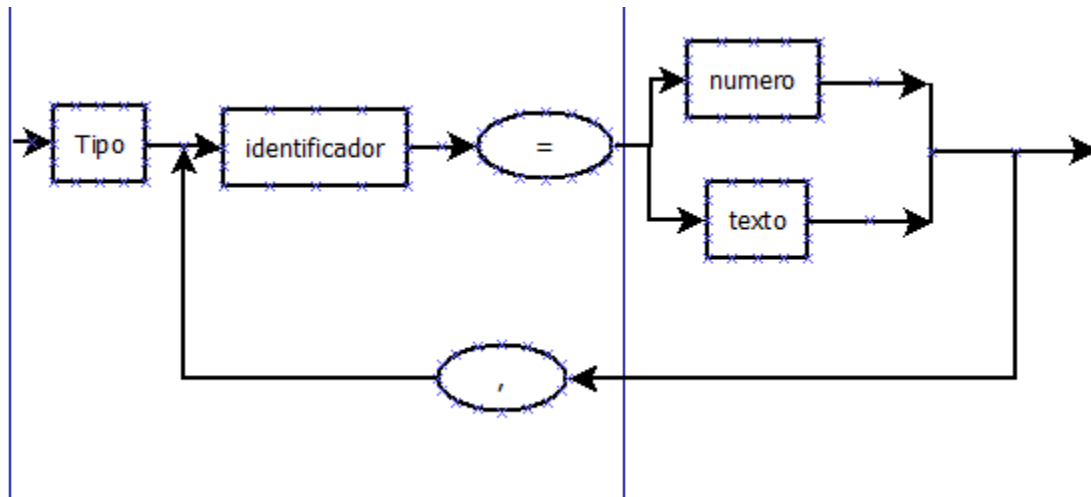 Tipo
identificador
=
numero
texto
,